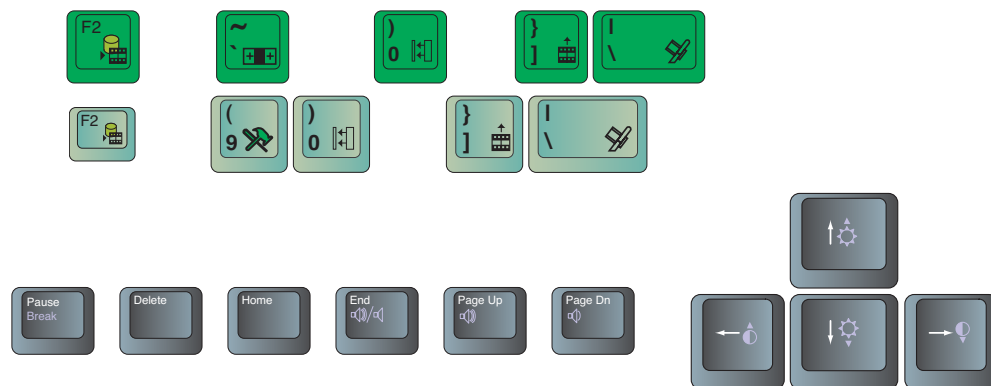 F2
~
`
)
0
}
]
|
\
F2
(
9
)
0
}
]
|
\
Pause
Break
Delete
Home
End
Page Up
Page Dn